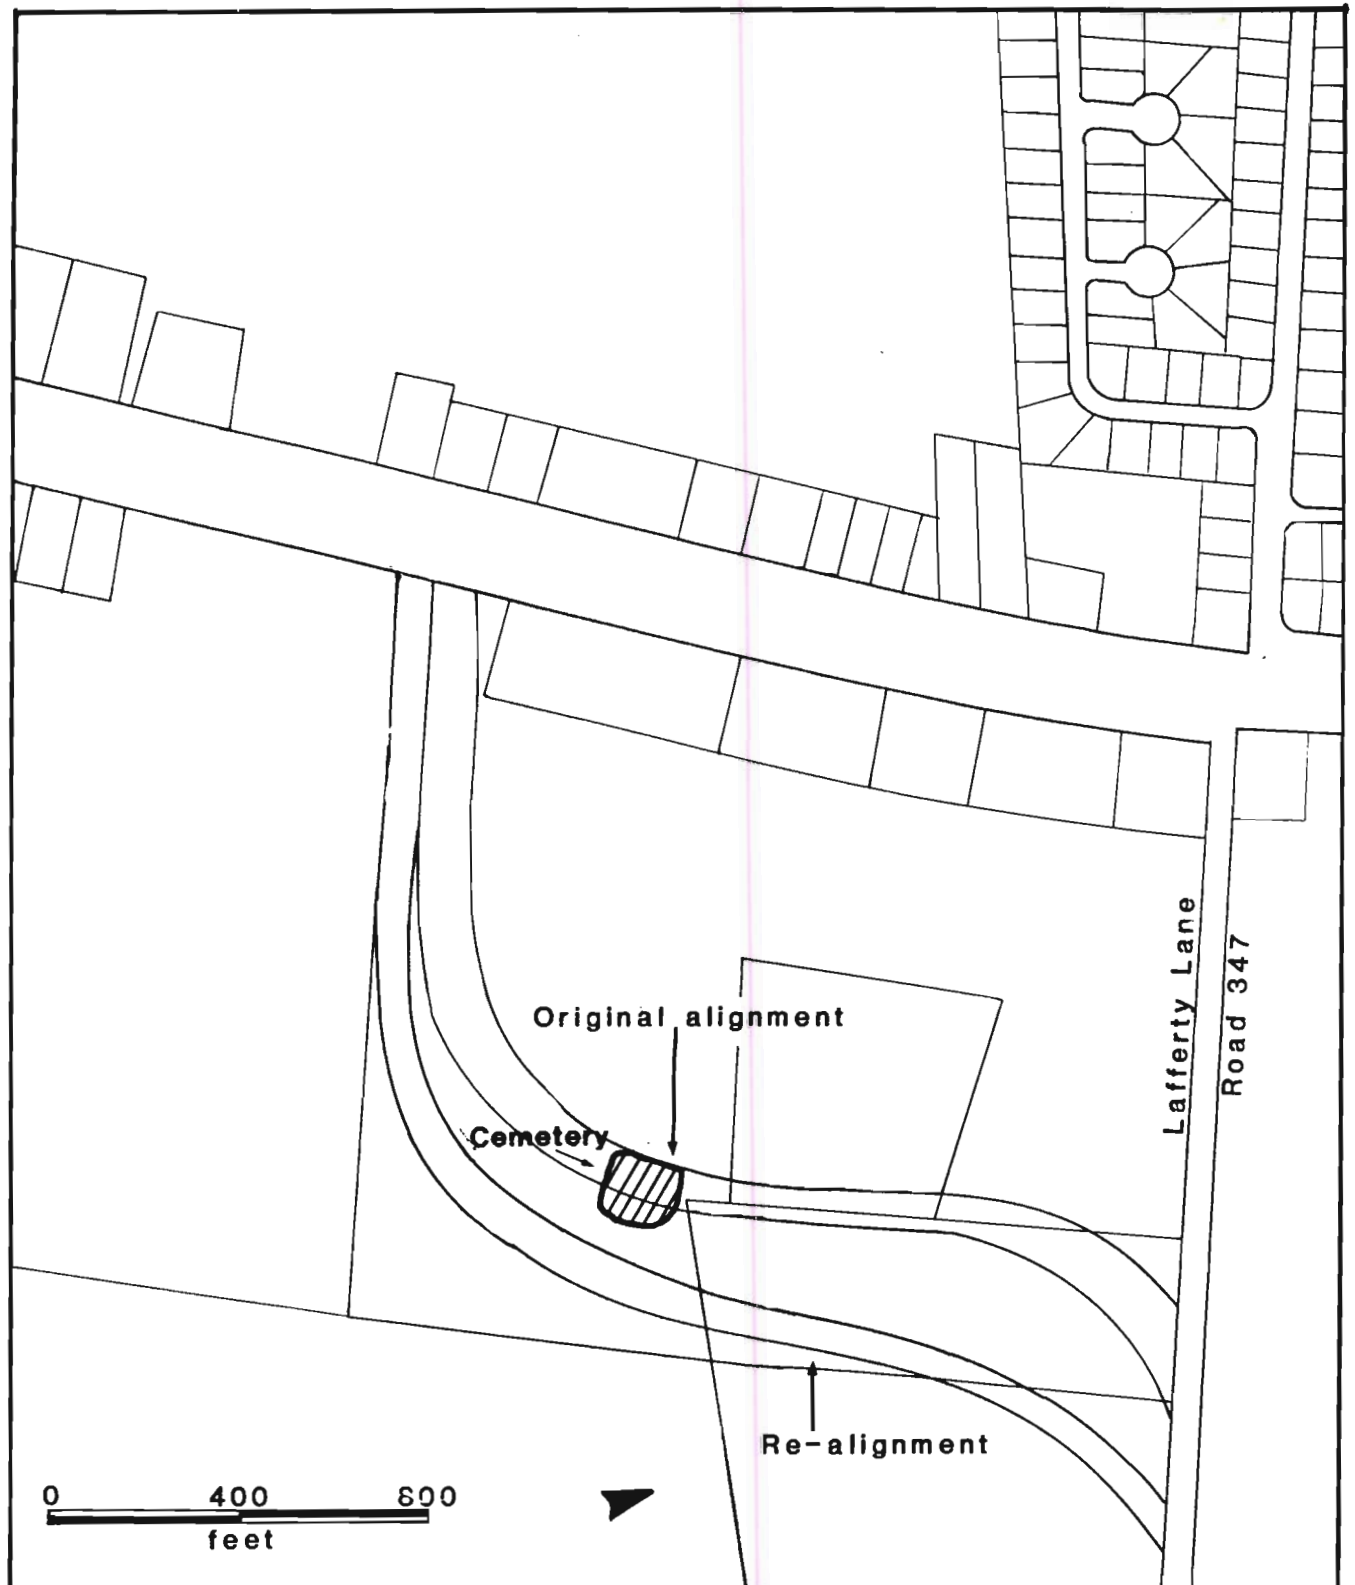 Original alignment
Lafferty Lane
Road 347
Cemetery
Re-alignment
0 400 800
feet